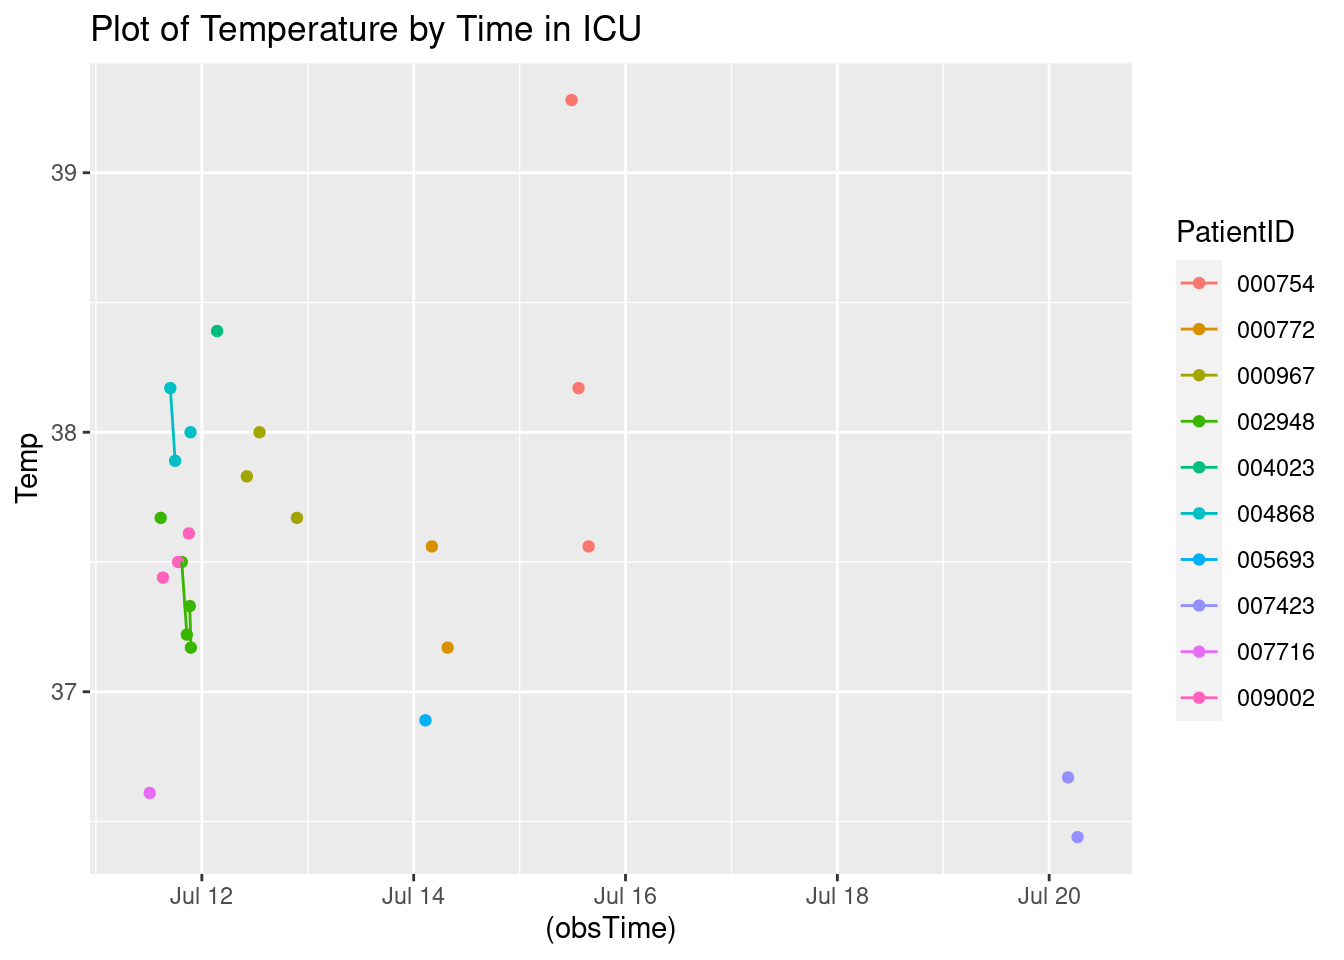 Plot of Temperature by Time in ICU
39
38
37
Temp
Jul 12
Jul 14
Jul 16
Jul 18
Jul 20
(obsTime)
PatientID
000754
000772
000967
002948
004023
004868
005693
007423
007716
009002